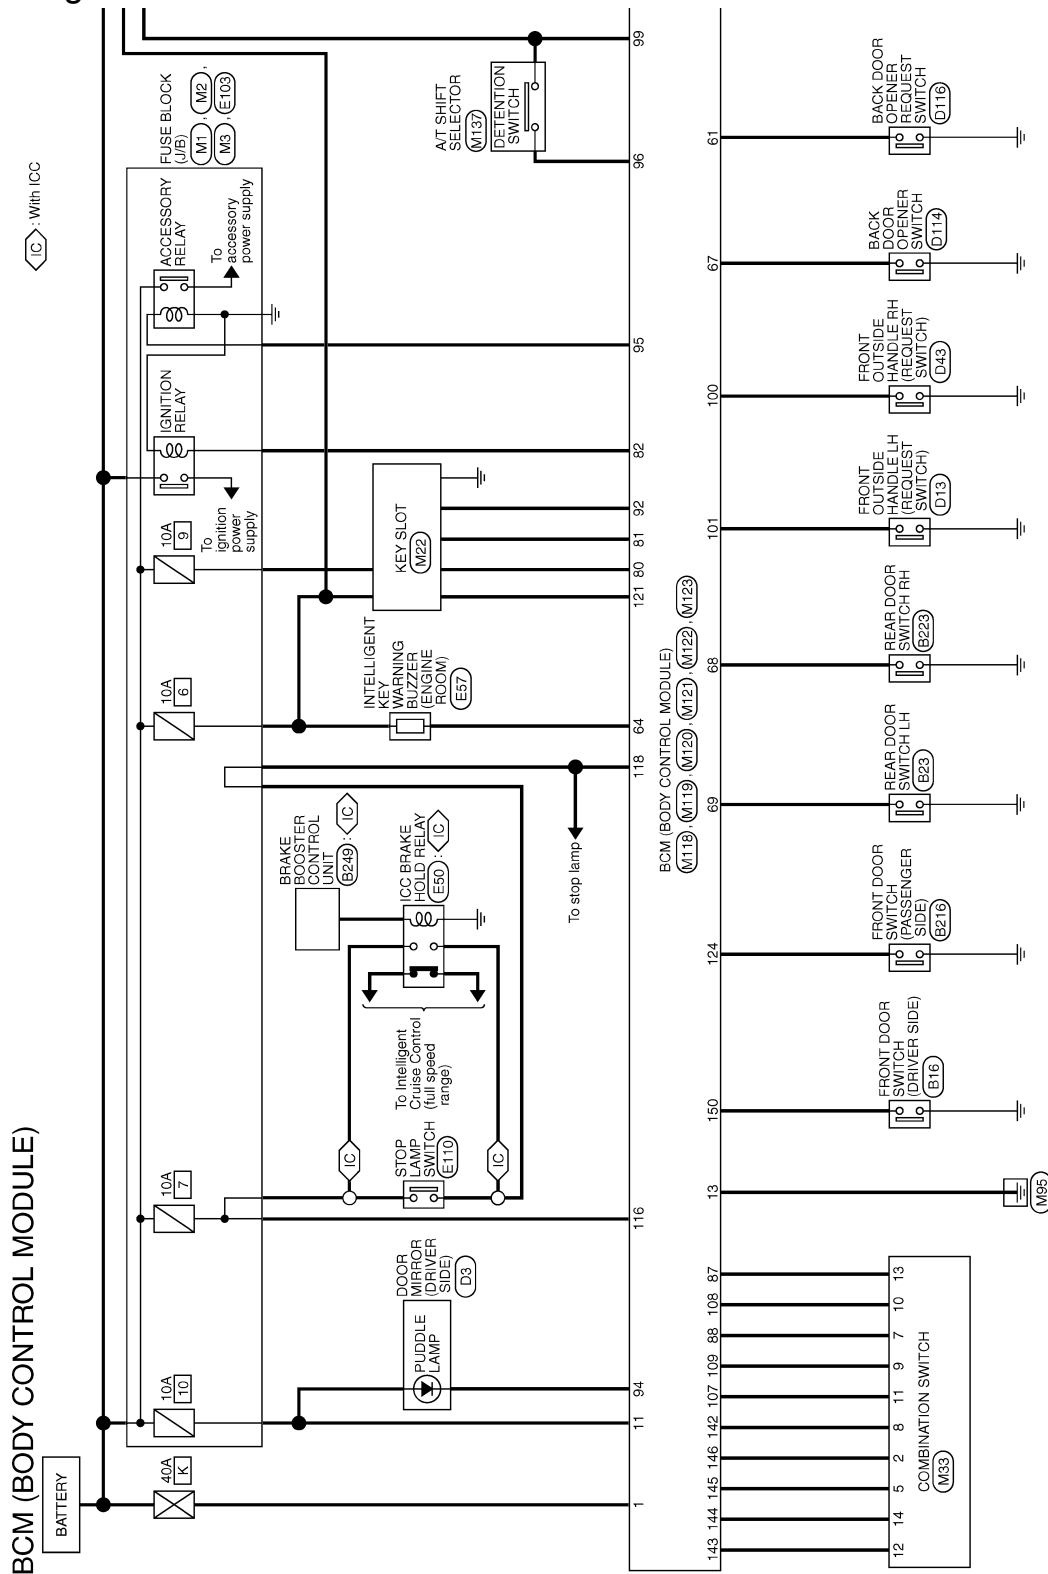 BCM (BODY CONTROL MODULE)
IC : With ICC
BATTERY
40A
K
10A
10
10A
7
10A
6
10A
9
IGNITION
RELAY
To
ignition
power
supply
ACCESSORY
RELAY
To
accessory
power supply
FUSE BLOCK
(J/B)
M1 , M2 ,
M3 , E103
DOOR
MIRROR
(DRIVER
SIDE)
D3
PUDDLE
LAMP
STOP
LAMP
SWITCH
E110
IC
IC
To Intelligent
Cruise Control
(full speed
range)
BRAKE
BOOSTER
CONTROL
UNIT
B249 : IC
ICC BRAKE
HOLD RELAY
E50 : IC
To stop lamp
INTELLIGENT
KEY
WARNING
BUZZER
(ENGINE
ROOM)
E57
KEY SLOT
M22
A/T SHIFT
SELECTOR
M137
DETENTION
SWITCH
1
11
94
116
118
64
121
80
81
92
82
95
96
99
BCM (BODY CONTROL MODULE)
M118 , M119 , M120 , M121 , M122 , M123
143
144
145
146
142
107
109
88
108
87
13
150
124
69
68
101
100
67
61
12
14
5
2
8
11
9
7
10
13
COMBINATION SWITCH
M33
M95
FRONT DOOR
SWITCH
(DRIVER SIDE)
B16
FRONT DOOR
SWITCH
(PASSENGER
SIDE)
B216
REAR DOOR
SWITCH LH
B23
REAR DOOR
SWITCH RH
B223
FRONT
OUTSIDE
HANDLE LH
(REQUEST
SWITCH)
D13
FRONT
OUTSIDE
HANDLE RH
(REQUEST
SWITCH)
D43
BACK
DOOR
OPENER
SWITCH
D114
BACK DOOR
OPENER
REQUEST
SWITCH
D116